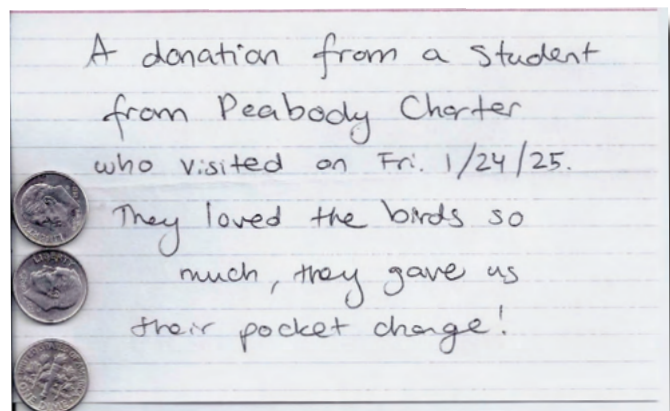 A donation from a student
from Peabody Charter
who visited on Fri. 1/24/25.
They loved the birds so
much, they gave us
their pocket change!
LIBERTY